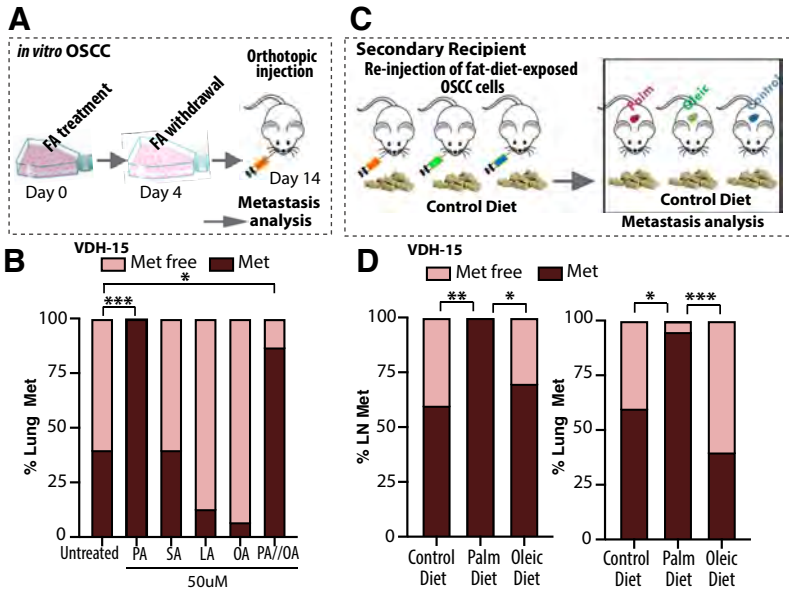 A
in vitro OSCC
FA treatment
FA withdrawal
Orthotopic
injection
Day 0
Day 4
Day 14
Metastasis
analysis
C
Secondary Recipient
Re-injection of fat-diet-exposed
OSCC cells
Control Diet
Palm
Oleic
Control
Control Diet
Metastasis analysis
B
VDH-15
Met free
Met
*
***
% Lung Met
100
75
50
25
0
Untreated
PA
SA
LA
OA
PA//OA
50uM
D
VDH-15
Met free
Met
**
*
% LN Met
100
75
50
25
0
Control
Diet
Palm
Diet
Oleic
Diet
*
***
% Lung Met
100
75
50
25
0
Control
Diet
Palm
Diet
Oleic
Diet